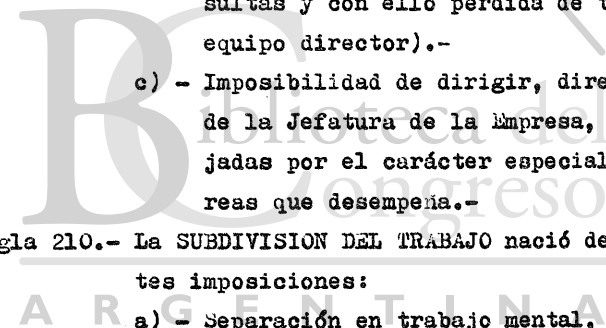 sultas y con ello pérdida de t
equipo director).-
c) - Imposibilidad de dirigir, dire
de la Jefatura de la Empresa,
jadas por el carácter especial
reas que desempeña.-
gla 210.- La SUBDIVISION DEL TRABAJO nació de
tes imposiciones:
a) - Separación en trabajo mental.
Biblioteca del
Congreso
ARGENTINA